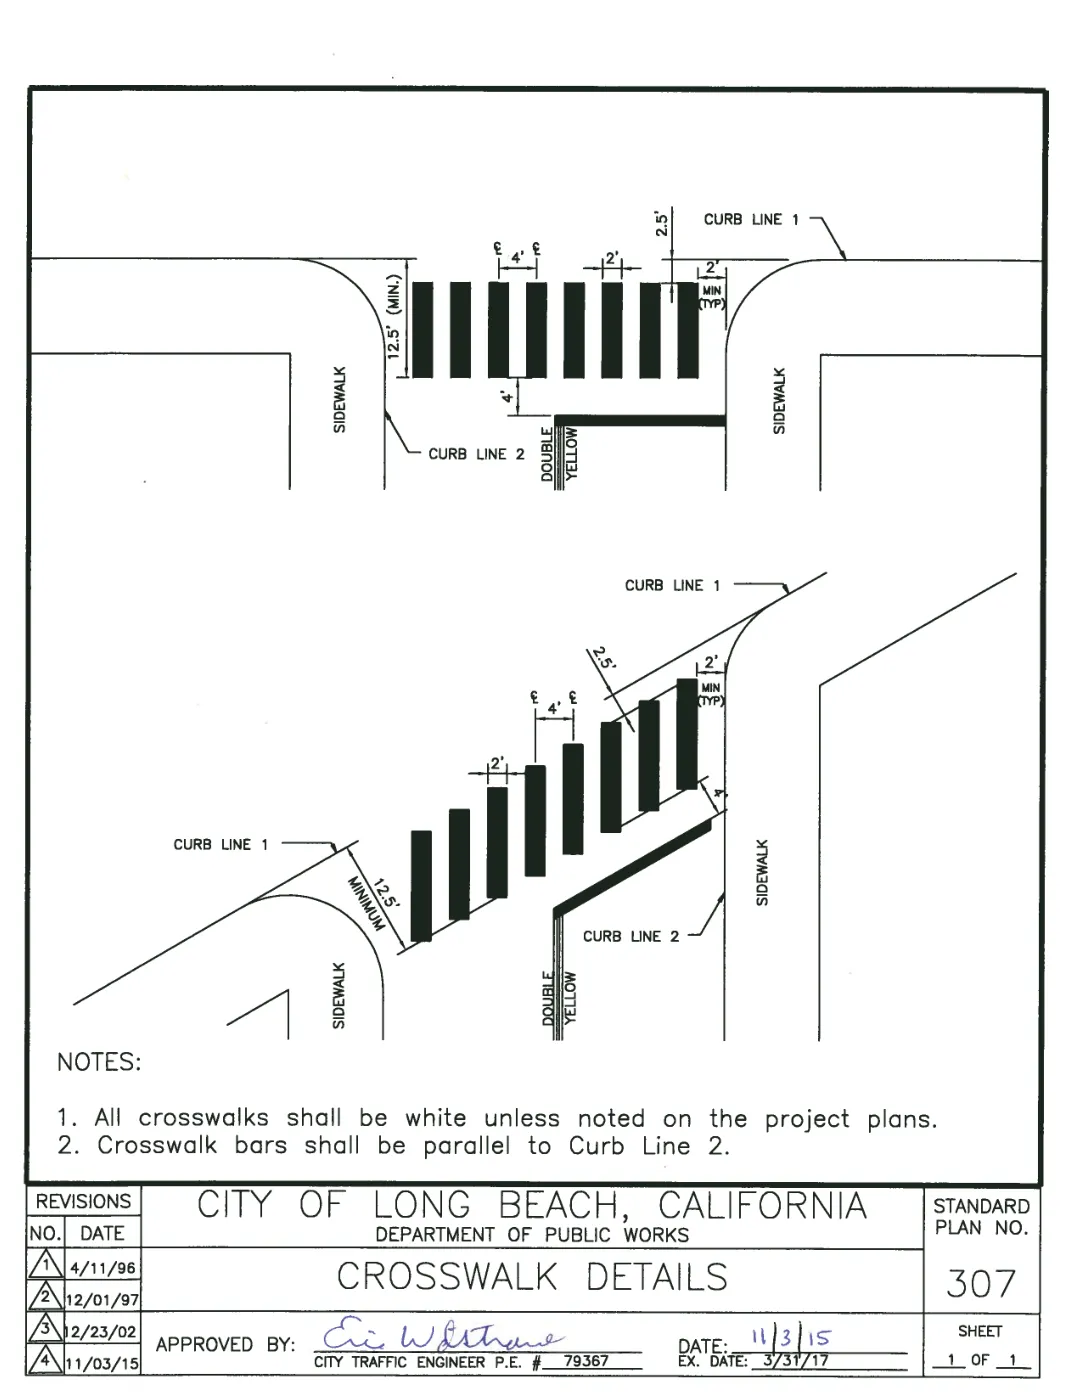 2.5'
CURB LINE 1
℄ 4' ℄
2'
2'
MIN
(TYP)
12.5' (MIN.)
4'
SIDEWALK
SIDEWALK
CURB LINE 2
DOUBLE
YELLOW
CURB LINE 1
2.5'
2'
MIN
(TYP)
℄ 4' ℄
2'
4'
CURB LINE 1
12.5'
MINIMUM
SIDEWALK
CURB LINE 2
SIDEWALK
DOUBLE
YELLOW
NOTES:
1. All crosswalks shall be white unless noted on the project plans.
2. Crosswalk bars shall be parallel to Curb Line 2.
REVISIONS
NO. DATE
1 4/11/96
2 12/01/97
3 12/23/02
4 11/03/15
CITY OF LONG BEACH, CALIFORNIA
DEPARTMENT OF PUBLIC WORKS
CROSSWALK DETAILS
APPROVED BY:
CITY TRAFFIC ENGINEER P.E. # 79367
DATE: 11/3/15
EX. DATE: 3/31/17
STANDARD
PLAN NO.
307
SHEET
1 OF 1